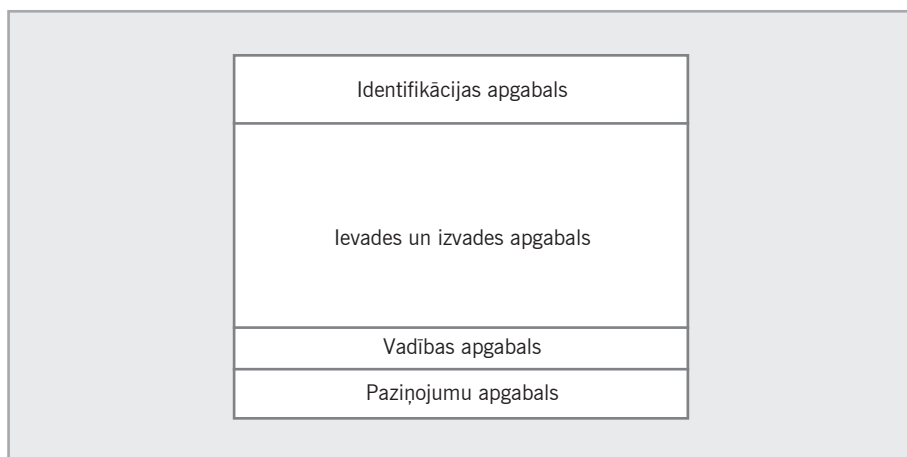 Identifikācijas apgabals
Ievades un izvades apgabals
Vadības apgabals
Paziņojumu apgabals